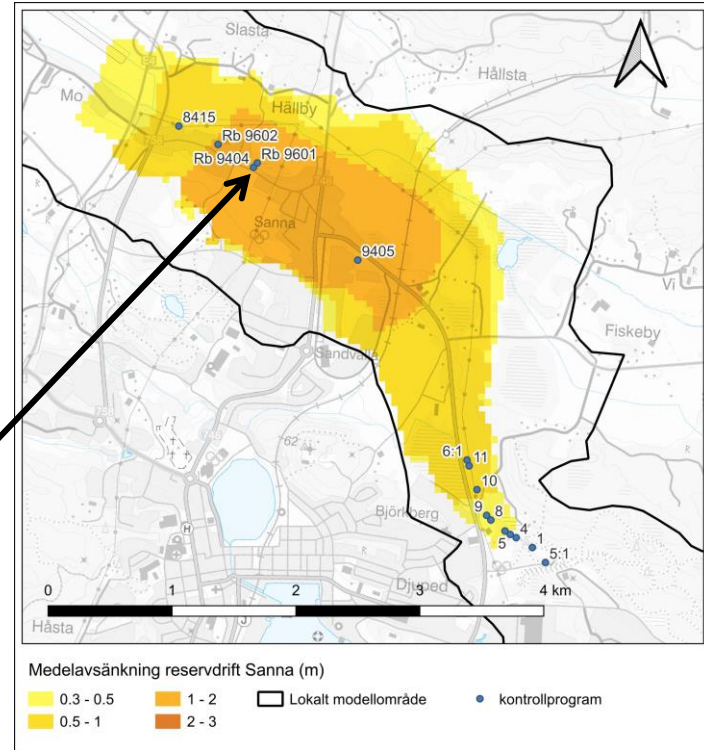 Slasta
Mo
Hällby
Hållsta
8415
Rb 9602
Rb 9404
Rb 9601
Sanna
9405
Vi
Fiskeby
Sandvalla
62
6:1
11
10
Björkberg
9
8
5
4
1
5:1
Djuped
H
J
Håsta
0
1
2
3
4 km
Medelavsänkning reservdrift Sanna (m)
0.3 - 0.5
1 - 2
Lokalt modellområde
kontrollprogram
0.5 - 1
2 - 3